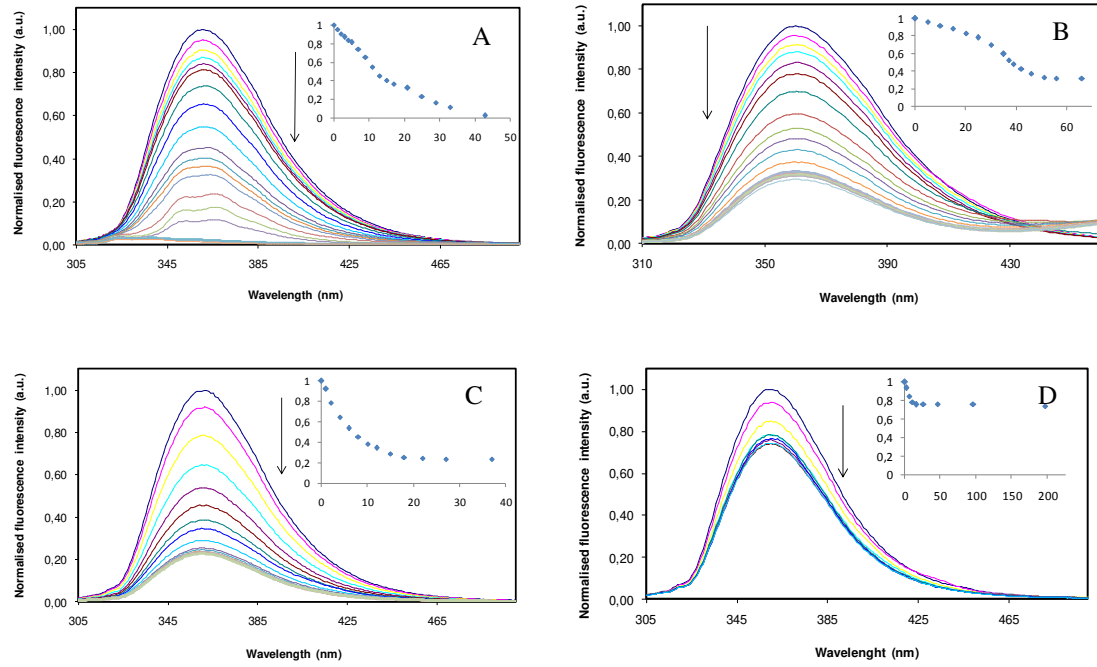 Normalised fluorescence intensity (a.u.)
1,00
0,80
0,60
0,40
0,20
0,00
305 345 385 425 465
Wavelength (nm)
A
1
0,8
0,6
0,4
0,2
0
0 10 20 30 40 50
Normalised fluorescence intensity (a.u.)
1,00
0,80
0,60
0,40
0,20
0,00
310 350 390 430
Wavelength (nm)
B
1
0,8
0,6
0,4
0,2
0
0 20 40 60
Normalised fluorescence intensity (a.u.)
1,00
0,80
0,60
0,40
0,20
0,00
305 345 385 425 465
Wavelength (nm)
C
1
0,8
0,6
0,4
0,2
0
0 10 20 30 40
Normalised fluorescence intensity (a.u.)
1,00
0,80
0,60
0,40
0,20
0,00
305 345 385 425 465
Wavelenght (nm)
D
1
0,8
0,6
0,4
0,2
0
0 50 100 150 200